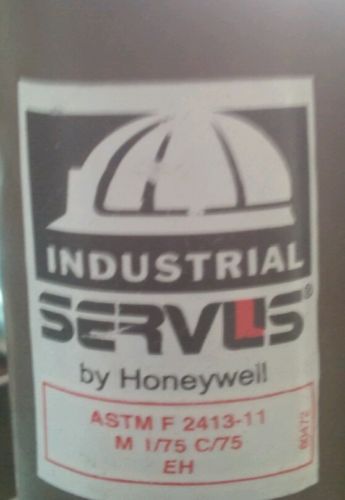 INDUSTRIAL
SERVUS®
by Honeywell
ASTM F 2413-11
M I/75 C/75
EH